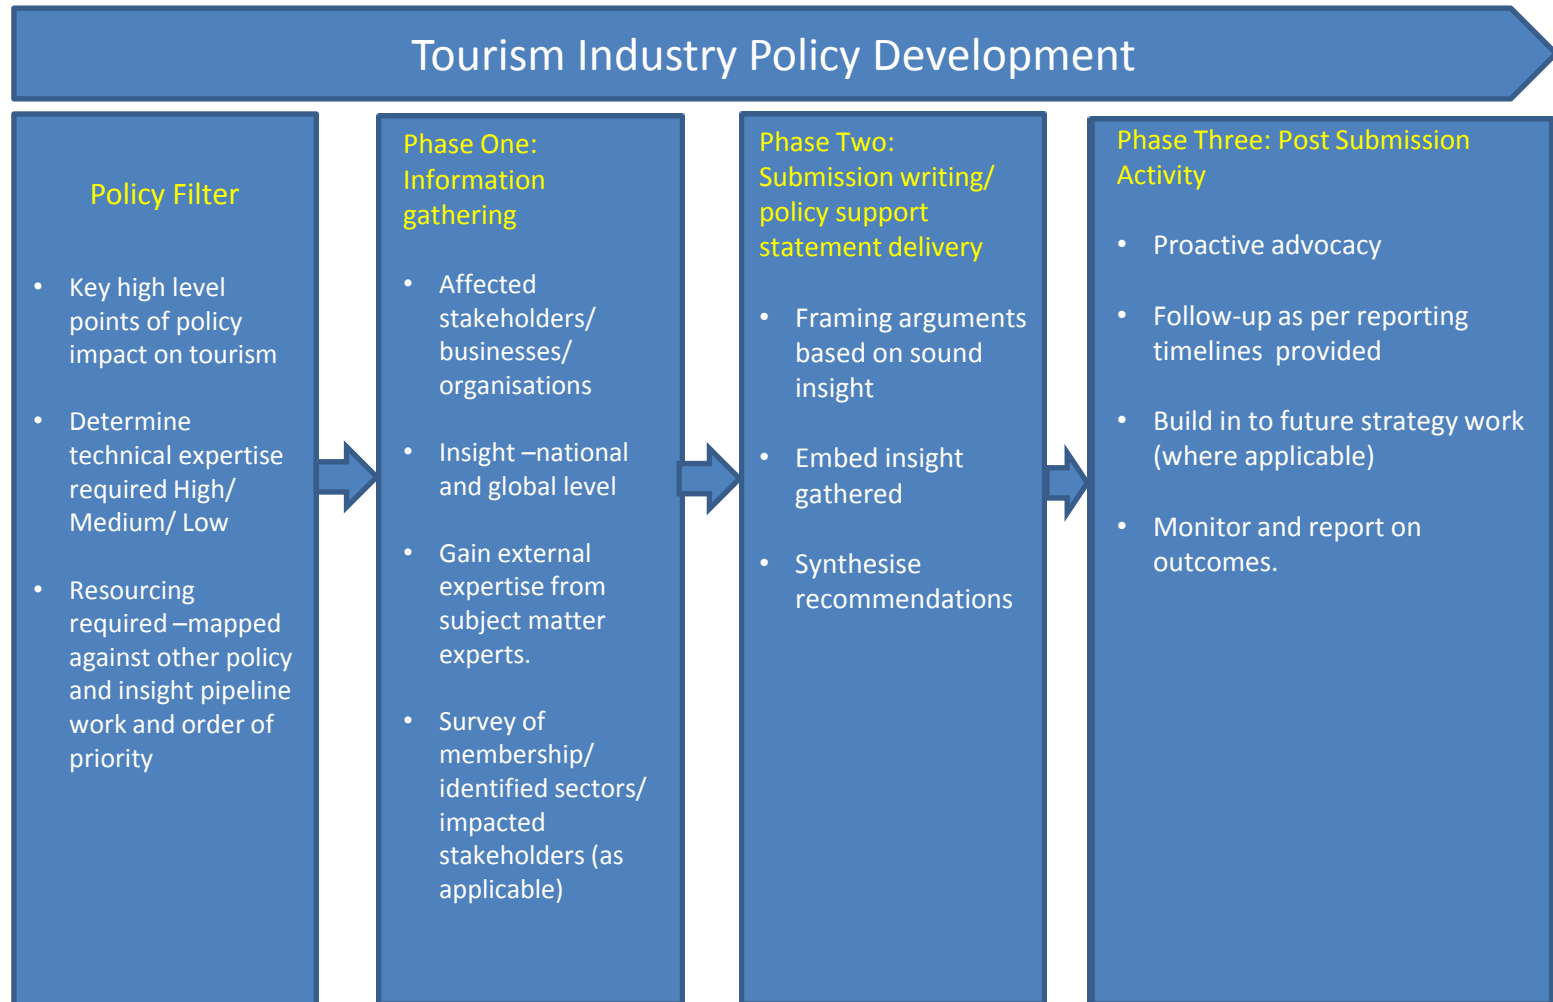 Tourism Industry Policy Development
Policy Filter
• Key high level
points of policy
impact on tourism
• Determine
technical expertise
required High/
Medium/ Low
• Resourcing
required –mapped
against other policy
and insight pipeline
work and order of
priority
Phase One:
Information
gathering
• Affected
stakeholders/
businesses/
organisations
• Insight –national
and global level
• Gain external
expertise from
subject matter
experts.
• Survey of
membership/
identified sectors/
impacted
stakeholders (as
applicable)
Phase Two:
Submission writing/
policy support
statement delivery
• Framing arguments
based on sound
insight
• Embed insight
gathered
• Synthesise
recommendations
Phase Three: Post Submission
Activity
• Proactive advocacy
• Follow-up as per reporting
timelines  provided
• Build in to future strategy work
(where applicable)
• Monitor and report on
outcomes.